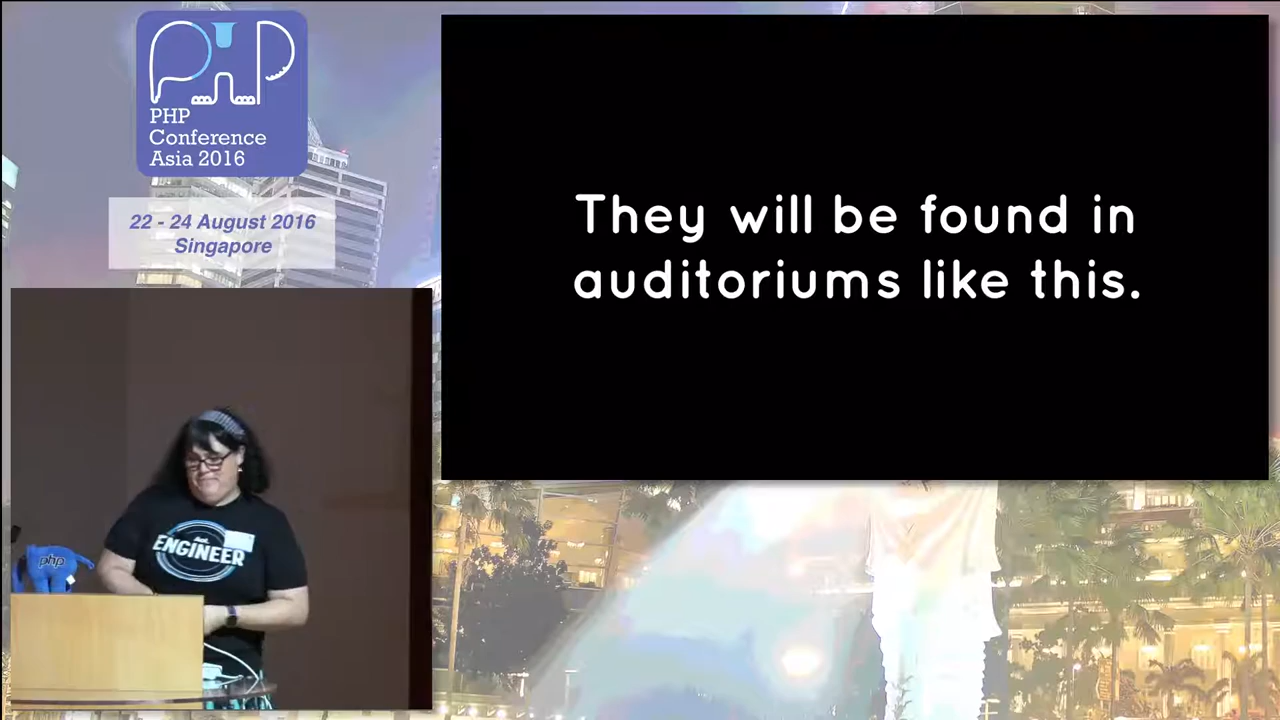 PHP
PHP
Conference
Asia 2016
22 - 24 August 2016
Singapore
They will be found in
auditoriums like this.
ENGINEER
php